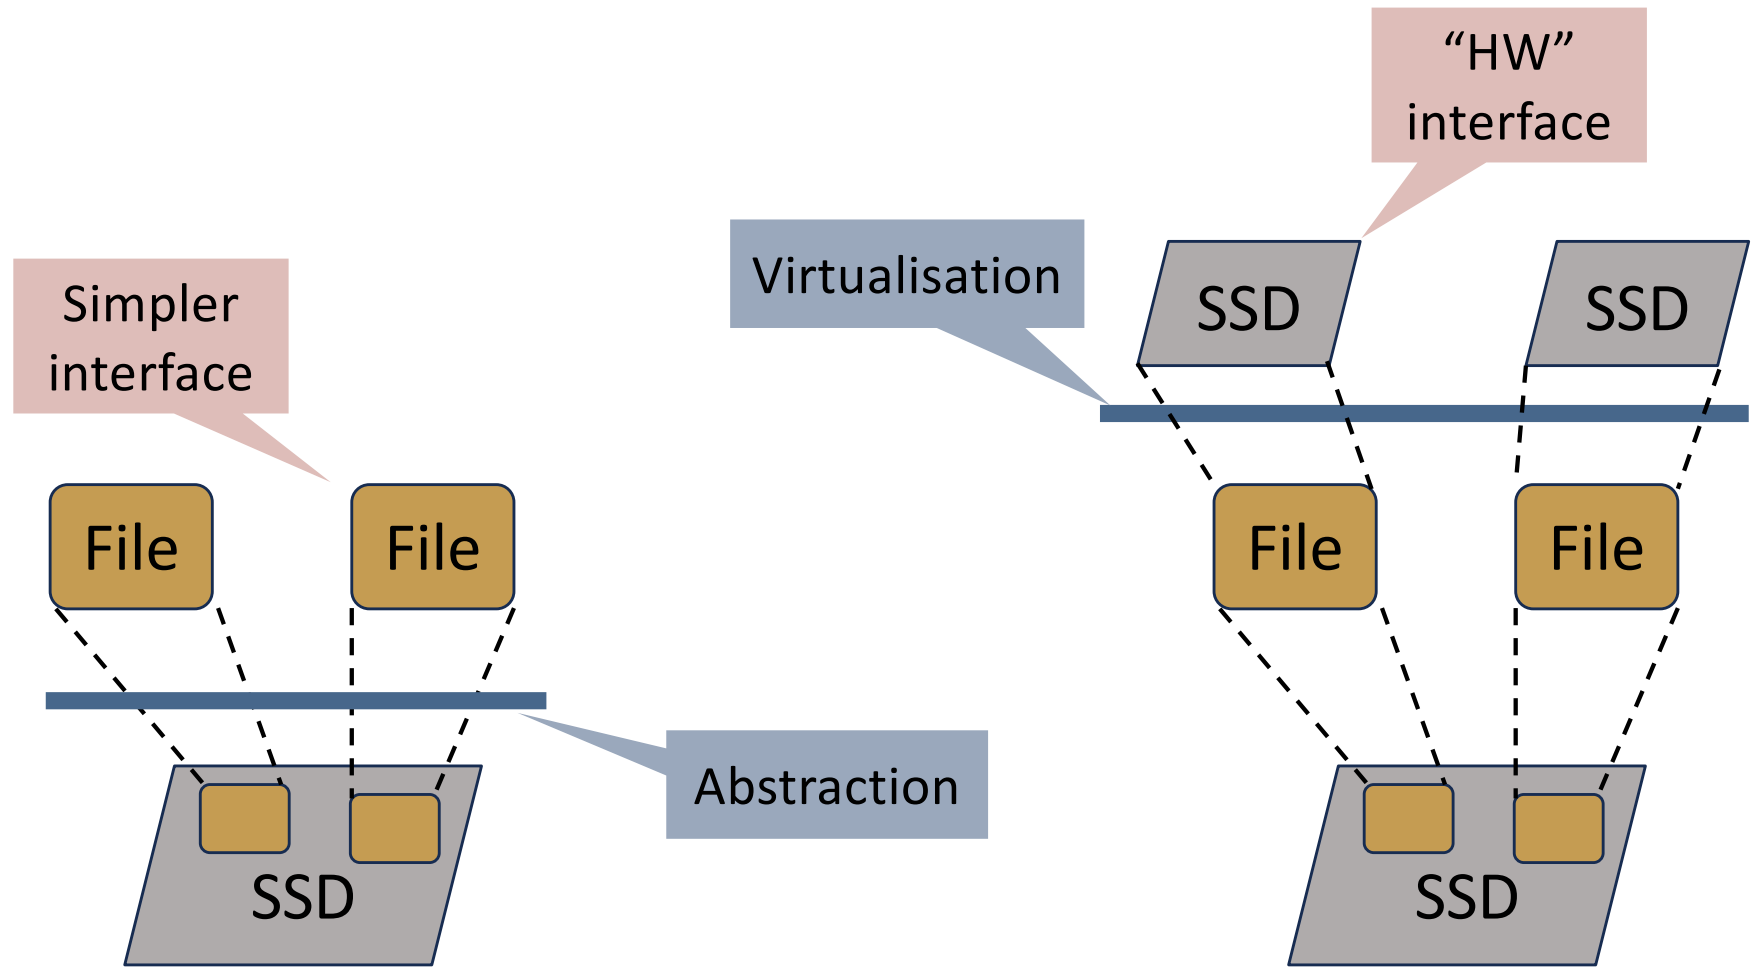 Simpler
interface
File
File
Abstraction
SSD
“HW”
interface
Virtualisation
SSD
SSD
File
File
SSD